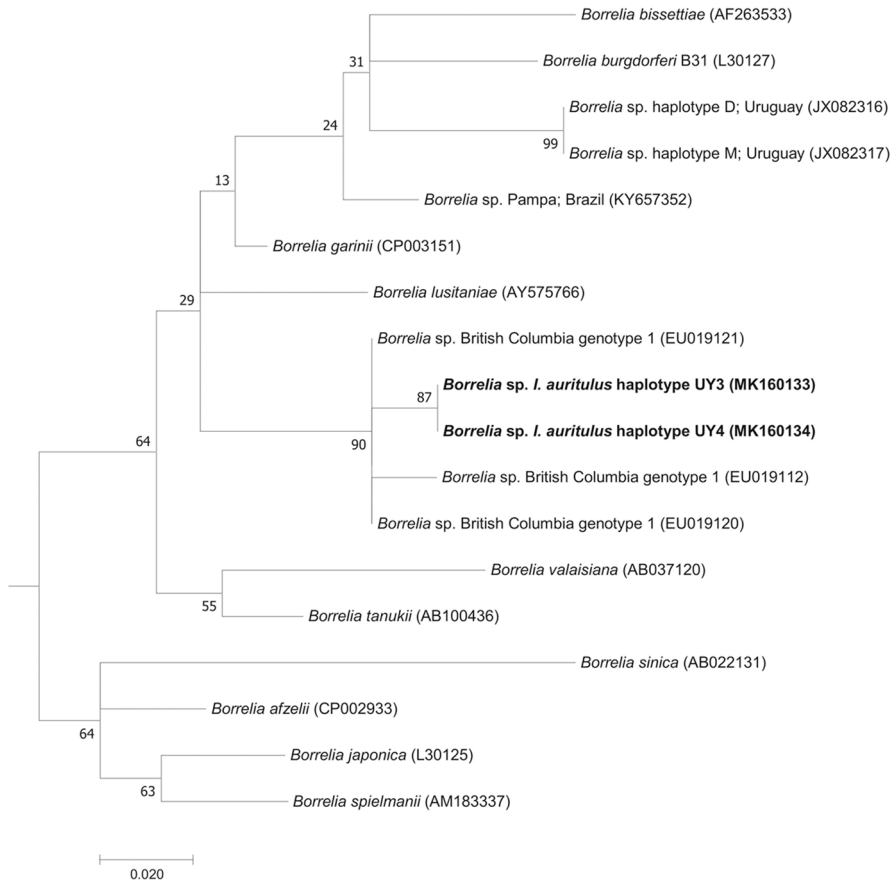 Borrelia bissettiae (AF263533)
31
Borrelia burgdorferi B31 (L30127)
Borrelia sp. haplotype D; Uruguay (JX082316)
24
99
Borrelia sp. haplotype M; Uruguay (JX082317)
13
Borrelia sp. Pampa; Brazil (KY657352)
Borrelia garinii (CP003151)
29
Borrelia lusitaniae (AY575766)
Borrelia sp. British Columbia genotype 1 (EU019121)
87
Borrelia sp. I. auritulus haplotype UY3 (MK160133)
64
90
Borrelia sp. I. auritulus haplotype UY4 (MK160134)
Borrelia sp. British Columbia genotype 1 (EU019112)
Borrelia sp. British Columbia genotype 1 (EU019120)
Borrelia valaisiana (AB037120)
55
Borrelia tanukii (AB100436)
Borrelia sinica (AB022131)
Borrelia afzelii (CP002933)
64
Borrelia japonica (L30125)
63
Borrelia spielmanii (AM183337)
0.020